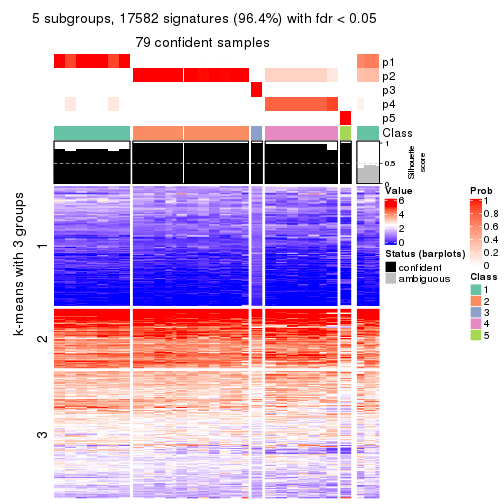 5 subgroups, 17582 signatures (96.4%) with fdr < 0.05
79 confident samples
p1
p2
p3
p4
p5
Class
1
0.5
0
Silhouette
score
k-means with 3 groups
1
2
3
Value
6
4
2
0
Status (barplots)
confident
ambiguous
Prob
1
0.8
0.6
0.4
0.2
0
Class
1
2
3
4
5